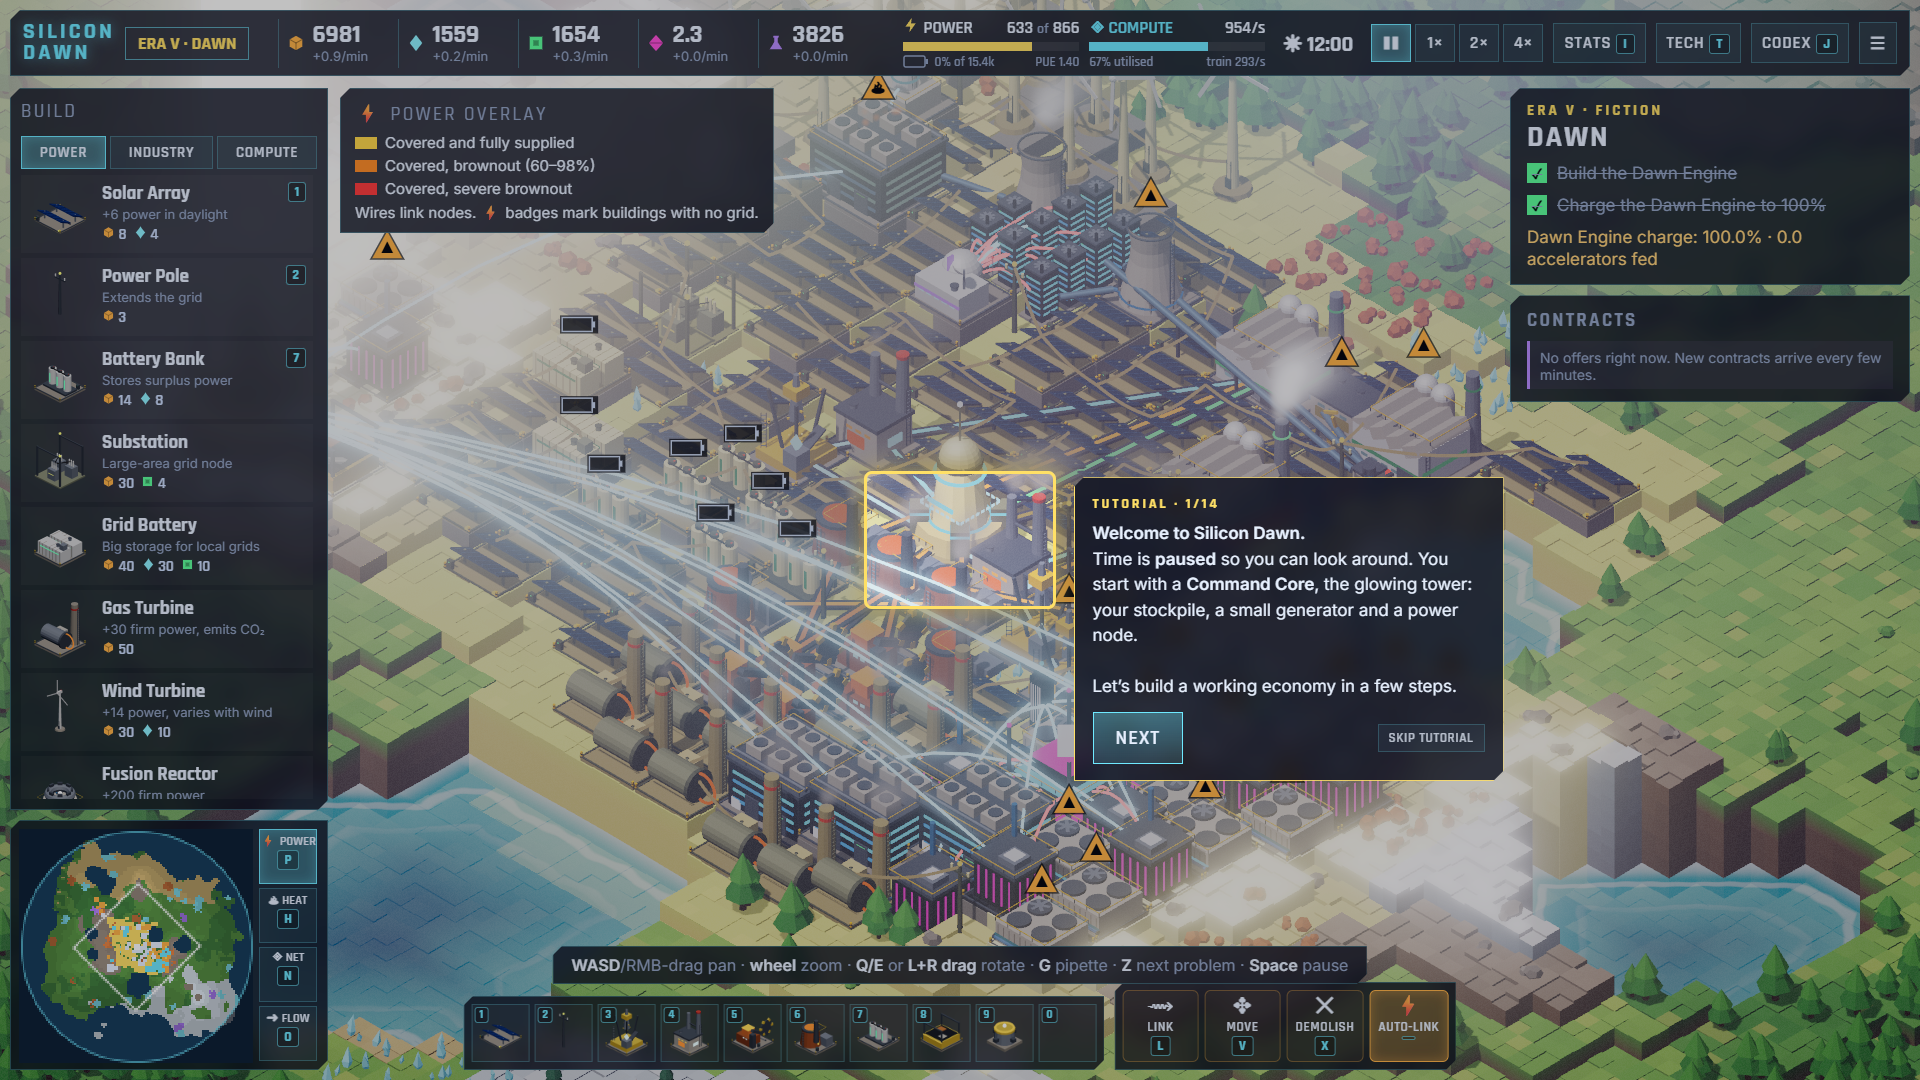 SILICON
DAWN
ERA V · DAWN
6981
+0.9/min
1559
+0.2/min
1654
+0.3/min
2.3
+0.0/min
3826
+0.0/min
POWER 633 of 866
0% of 15.4k PUE 1.40
COMPUTE 954/s
67% utilised train 293/s
12:00
1×
2×
4×
STATS I
TECH T
CODEX J
BUILD
POWER
INDUSTRY
COMPUTE
Solar Array 1
+6 power in daylight
8 4
Power Pole 2
Extends the grid
3
Battery Bank 7
Stores surplus power
14 8
Substation
Large-area grid node
30 4
Grid Battery
Big storage for local grids
40 30 10
Gas Turbine
+30 firm power, emits CO₂
50
Wind Turbine
+14 power, varies with wind
30 10
Fusion Reactor
+200 firm power
POWER OVERLAY
Covered and fully supplied
Covered, brownout (60–98%)
Covered, severe brownout
Wires link nodes. badges mark buildings with no grid.
ERA V · FICTION
DAWN
Build the Dawn Engine
Charge the Dawn Engine to 100%
Dawn Engine charge: 100.0% · 0.0
accelerators fed
CONTRACTS
No offers right now. New contracts arrive every few
minutes.
TUTORIAL · 1/14
Welcome to Silicon Dawn.
Time is paused so you can look around. You
start with a Command Core, the glowing tower:
your stockpile, a small generator and a power
node.
Let's build a working economy in a few steps.
NEXT
SKIP TUTORIAL
POWER
P
HEAT
H
NET
N
FLOW
O
WASD/RMB-drag pan · wheel zoom · Q/E or L+R drag rotate · G pipette · Z next problem · Space pause
1 2 3 4 5 6 7 8 9 0
LINK
L
MOVE
V
DEMOLISH
X
AUTO-LINK